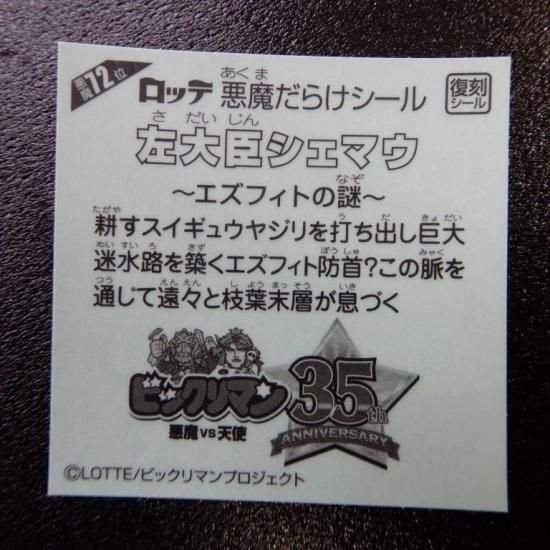 悪魔72位
ロッテ 悪魔だらけシール
あくま
復刻シール
さだいじん
左大臣シェマウ
なぞ
〜エズフィトの謎〜
たがや う だ きょだい
耕すスイギュウヤジリを打ち出し巨大
めいすいろ きず ぼうしゅ みゃく
迷水路を築くエズフィト防首?この脈を
つう えんえん しようまっそう いき
通じて遠々と枝葉末層が息づく
ビックリマン
悪魔VS天使
35th
ANNIVERSARY
©LOTTE/ビックリマンプロジェクト